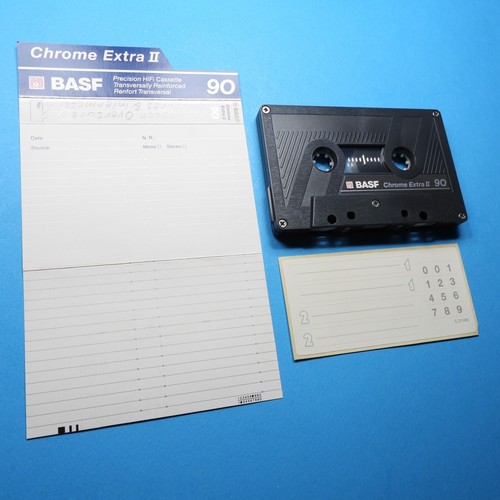 Chrome Extra II
BASF
Precision HiFi Cassette
Transversally Reinforced
Renfort Transversal
90
Date
N.R.:
Source
Mono Stereo
BASF Chrome Extra II 90
1
1
2
2
0 0 1
1 2 3
4 5 6
7 8 9